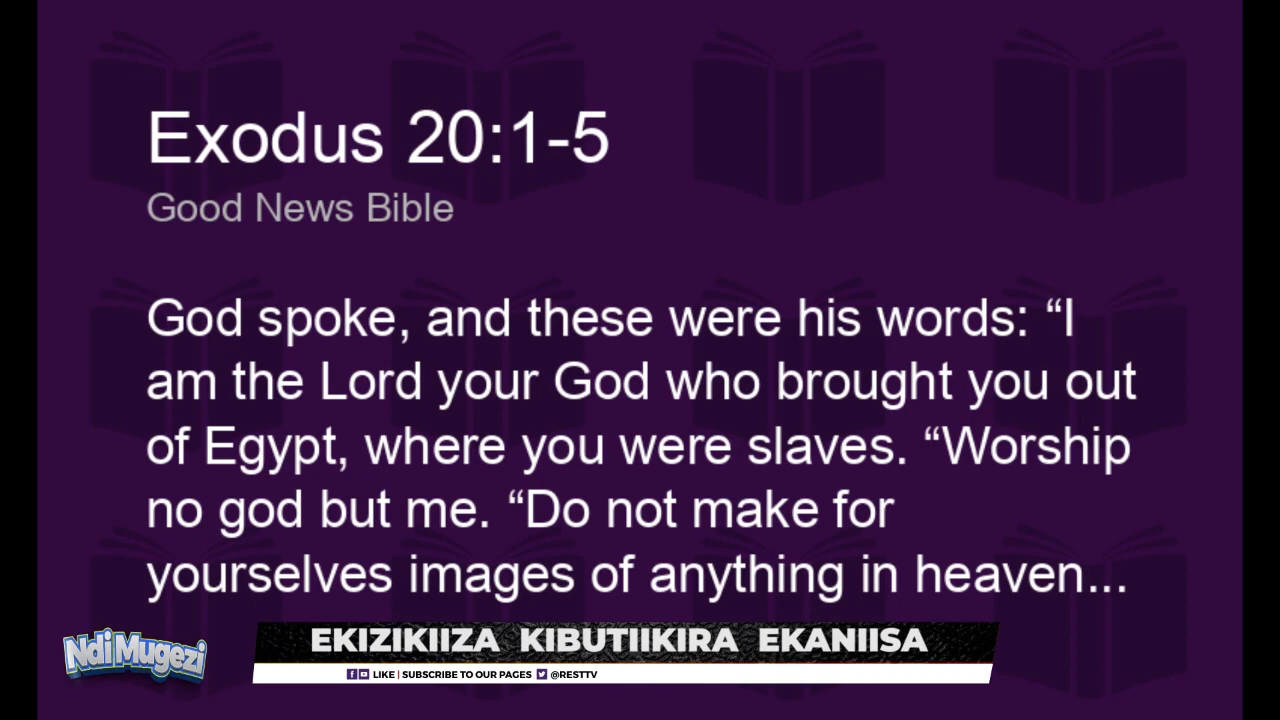 Exodus 20:1-5
Good News Bible
God spoke, and these were his words: “I
am the Lord your God who brought you out
of Egypt, where you were slaves. “Worship
no god but me. “Do not make for
yourselves images of anything in heaven...
Ndi Mugezi
EKIZIKIIZA KIBUTIIKIRA EKANIISA
LIKE | SUBSCRIBE TO OUR PAGES @RESTTV